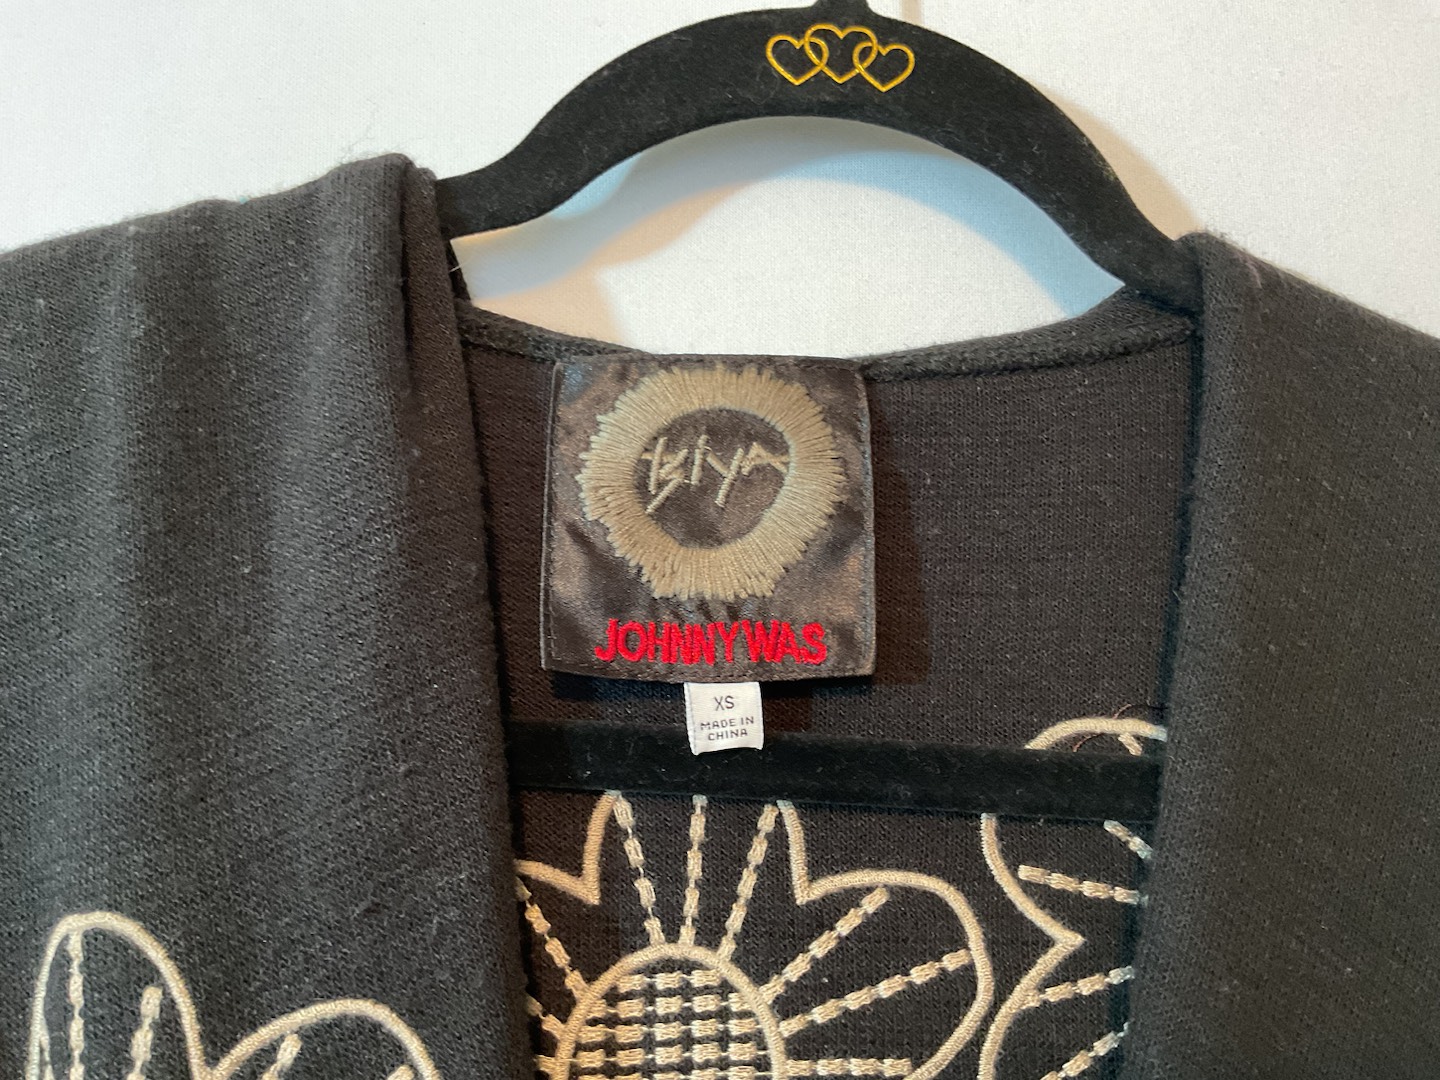 biya
JOHNNY WAS
XS
MADE IN
CHINA